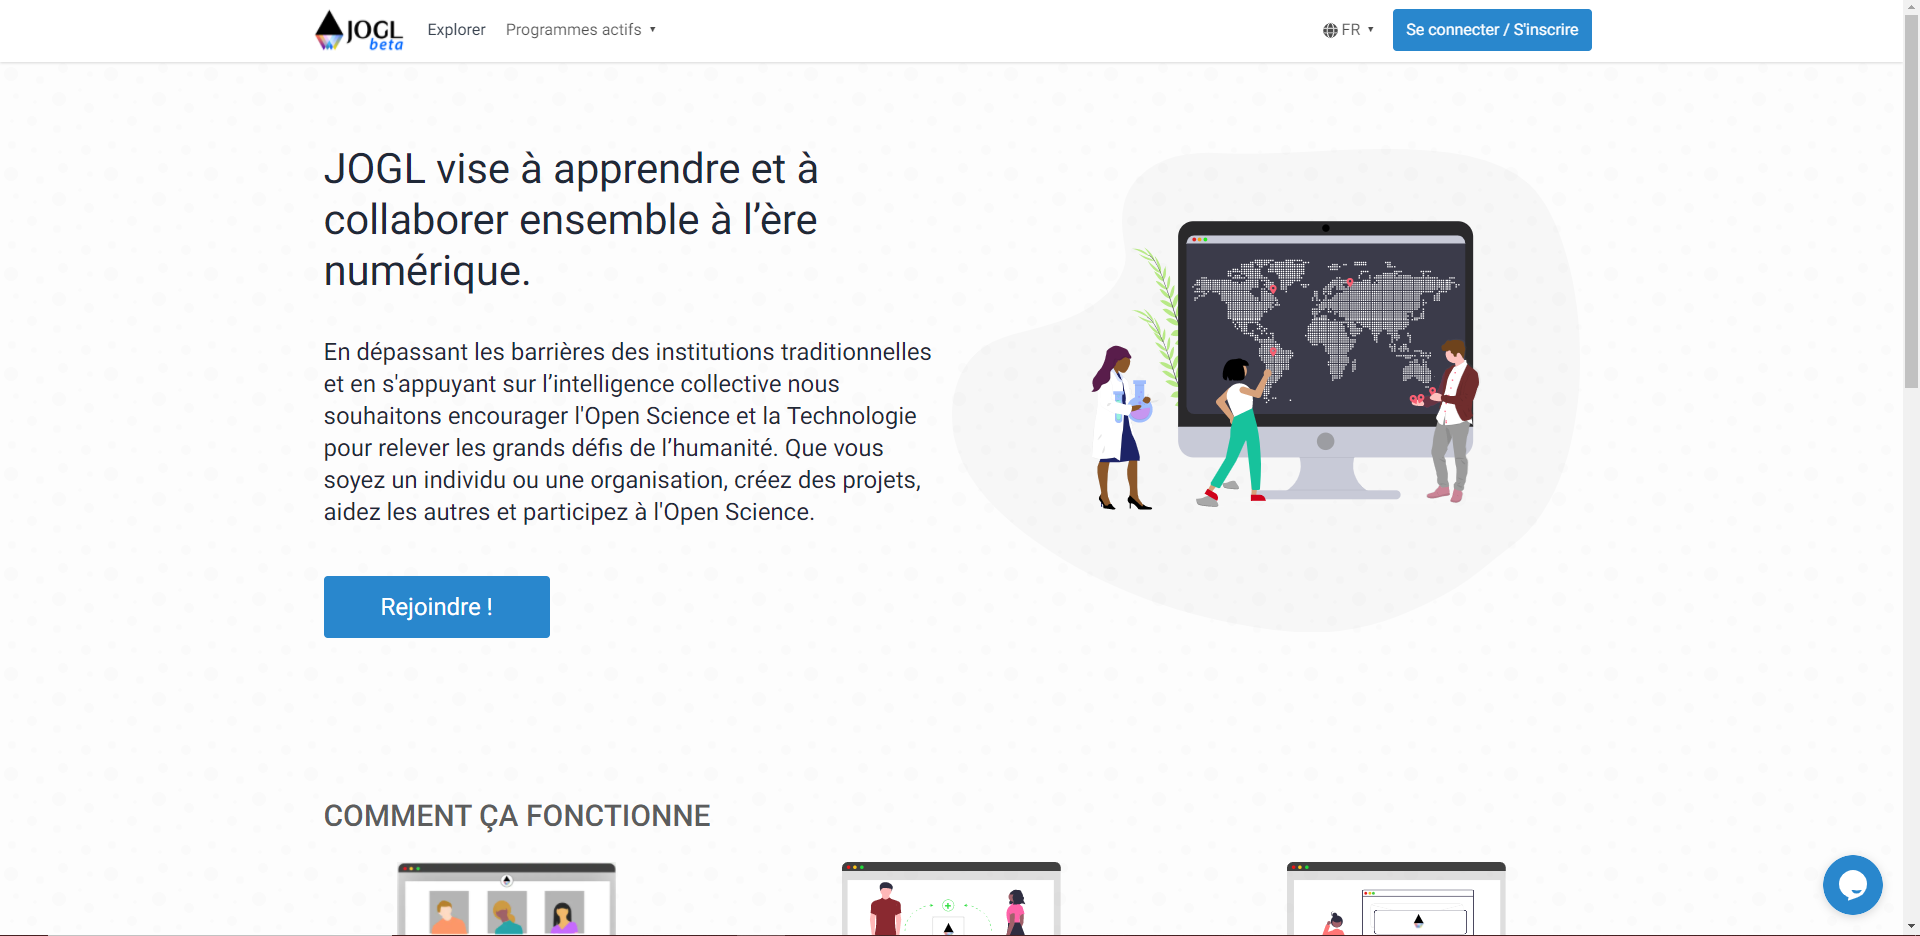 JOGL
beta
Explorer
Programmes actifs
FR
Se connecter / S'inscrire
JOGL vise à apprendre et à
collaborer ensemble à l’ère
numérique.
En dépassant les barrières des institutions traditionnelles
et en s'appuyant sur l’intelligence collective nous
souhaitons encourager l'Open Science et la Technologie
pour relever les grands défis de l’humanité. Que vous
soyez un individu ou une organisation, créez des projets,
aidez les autres et participez à l'Open Science.
Rejoindre !
COMMENT ÇA FONCTIONNE